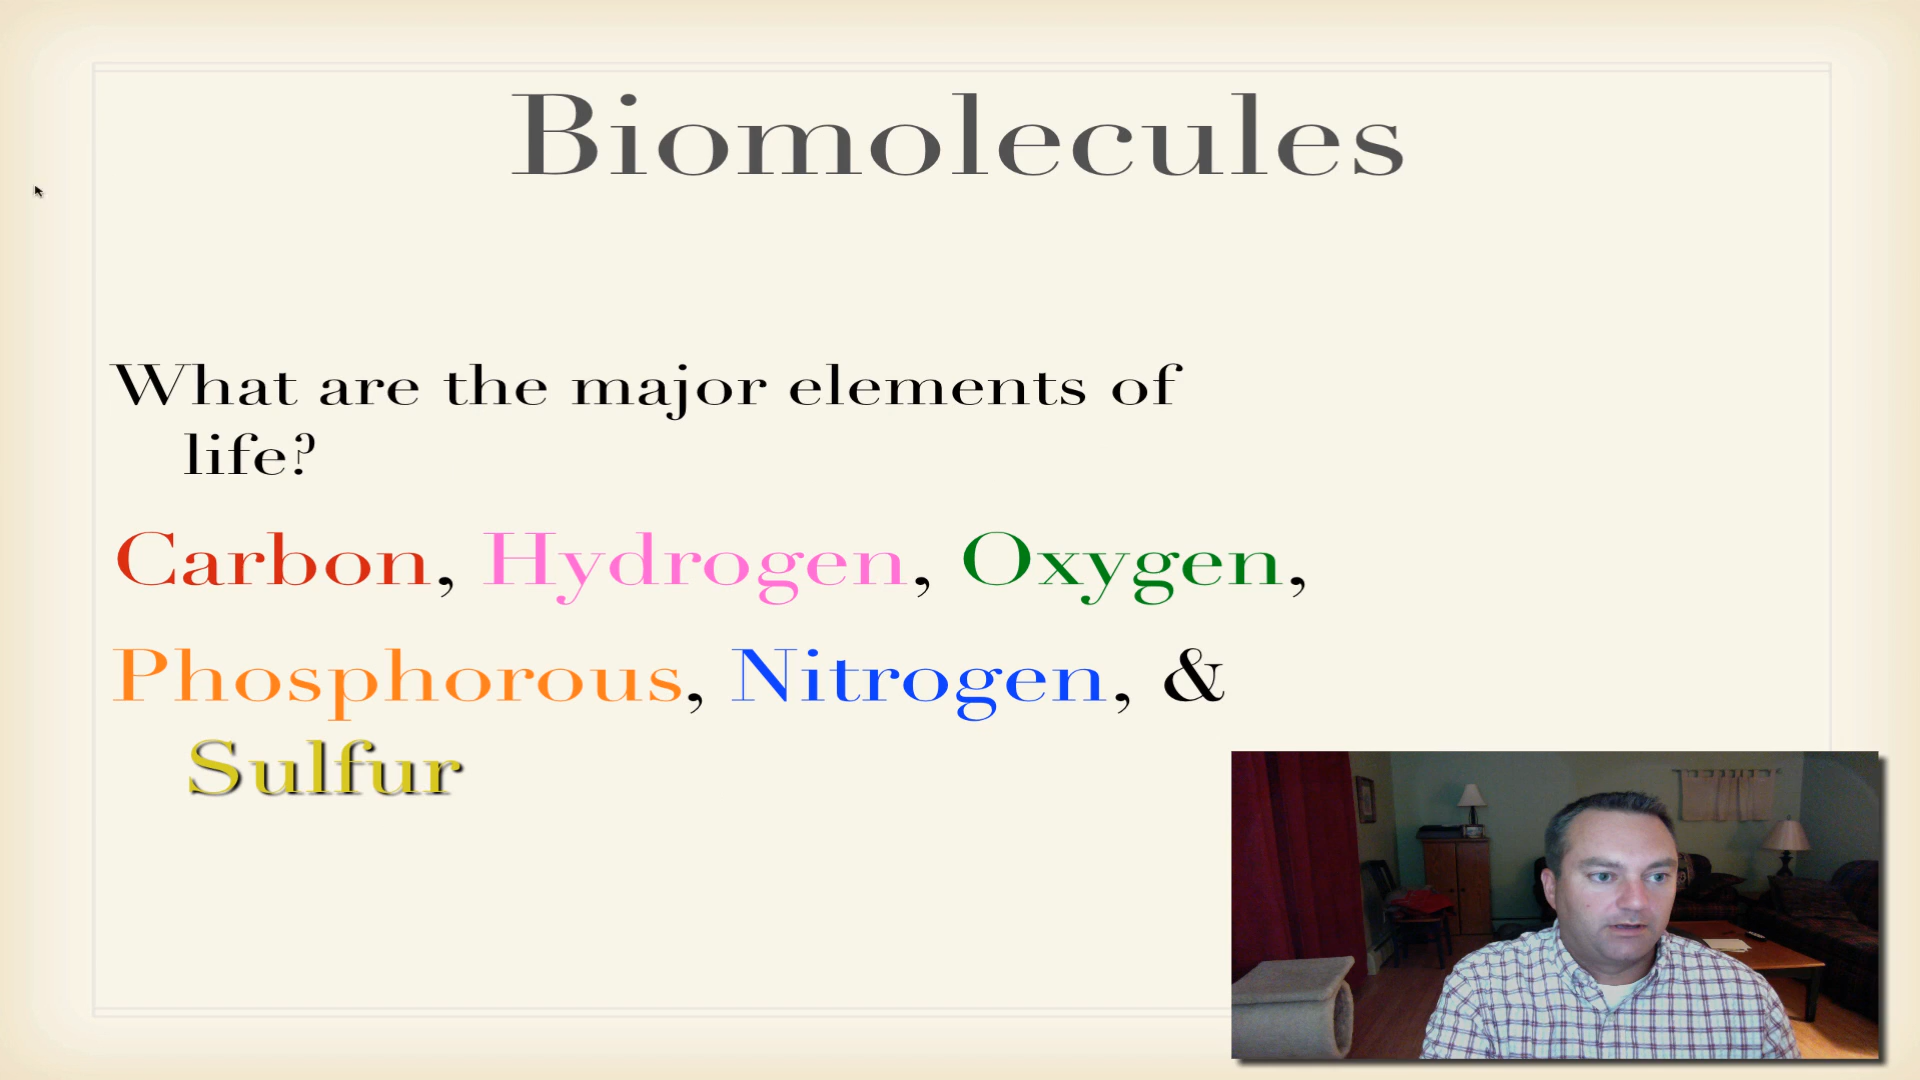 Biomolecules
What are the major elements of
life?
Carbon, Hydrogen, Oxygen,
Phosphorous, Nitrogen, &
Sulfur